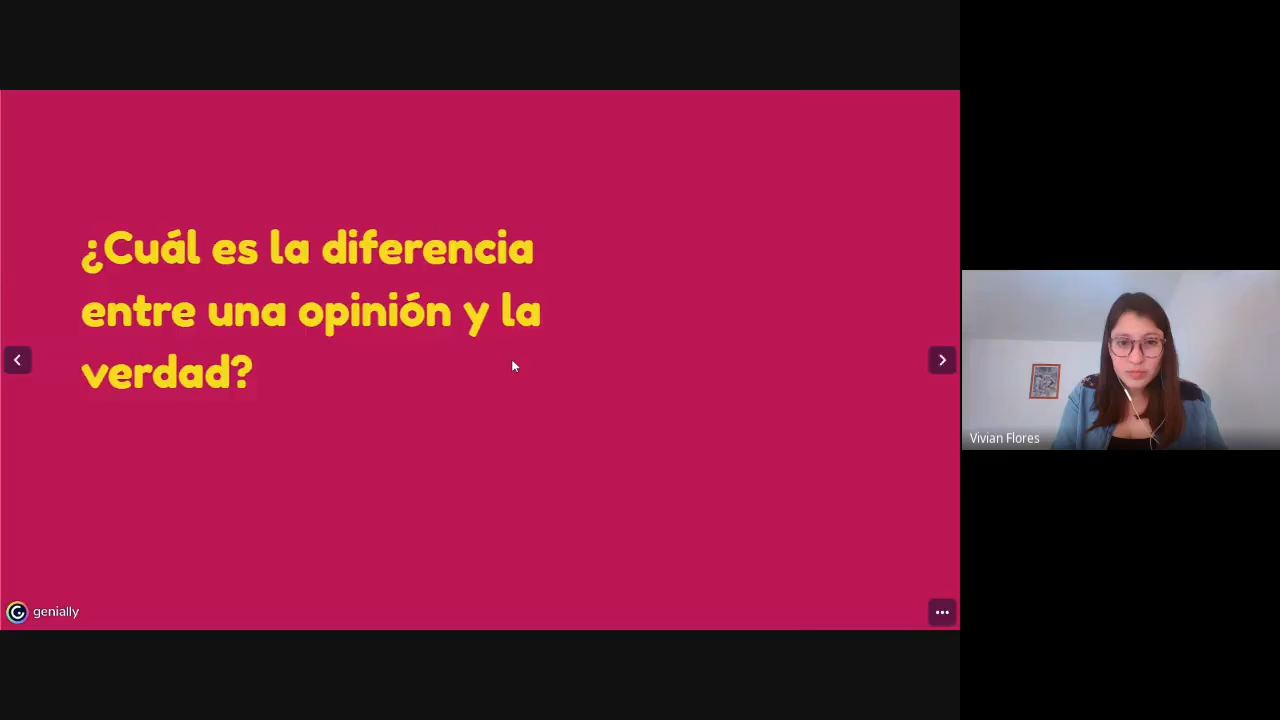 ¿Cuál es la diferencia
entre una opinión y la
verdad?
Vivian Flores
genially